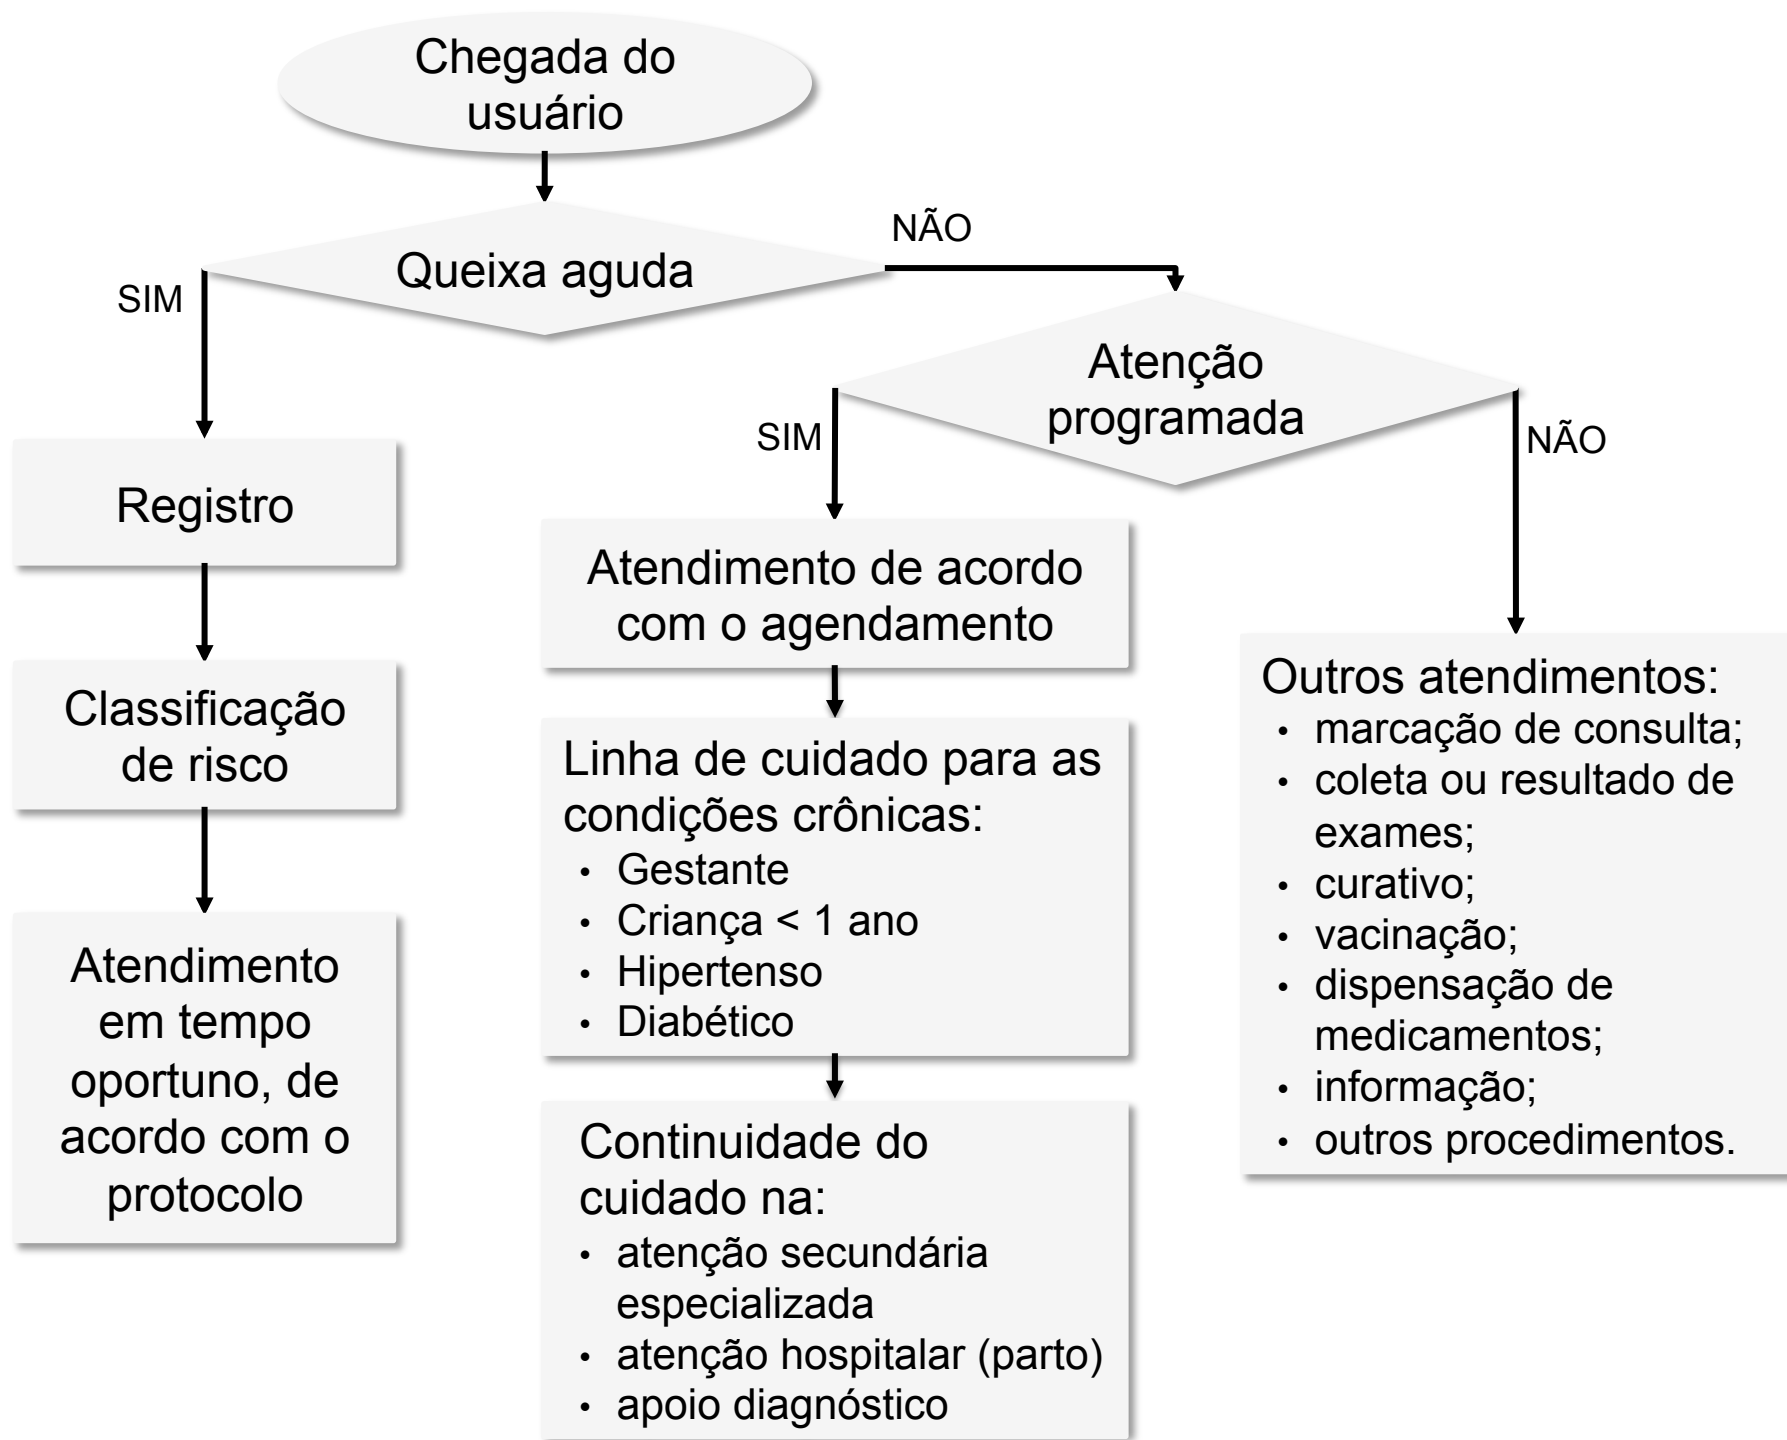 Chegada do
usuário
Queixa aguda
NÃO
SIM
Atenção
programada
SIM
NÃO
Registro
Classificação
de risco
Atendimento
em tempo
oportuno, de
acordo com o
protocolo
Atendimento de acordo
com o agendamento
Linha de cuidado para as
condições crônicas:
• Gestante
• Criança < 1 ano
• Hipertenso
• Diabético
Continuidade do
cuidado na:
• atenção secundária
especializada
• atenção hospitalar (parto)
• apoio diagnóstico
Outros atendimentos:
• marcação de consulta;
• coleta ou resultado de
exames;
• curativo;
• vacinação;
• dispensação de
medicamentos;
• informação;
• outros procedimentos.